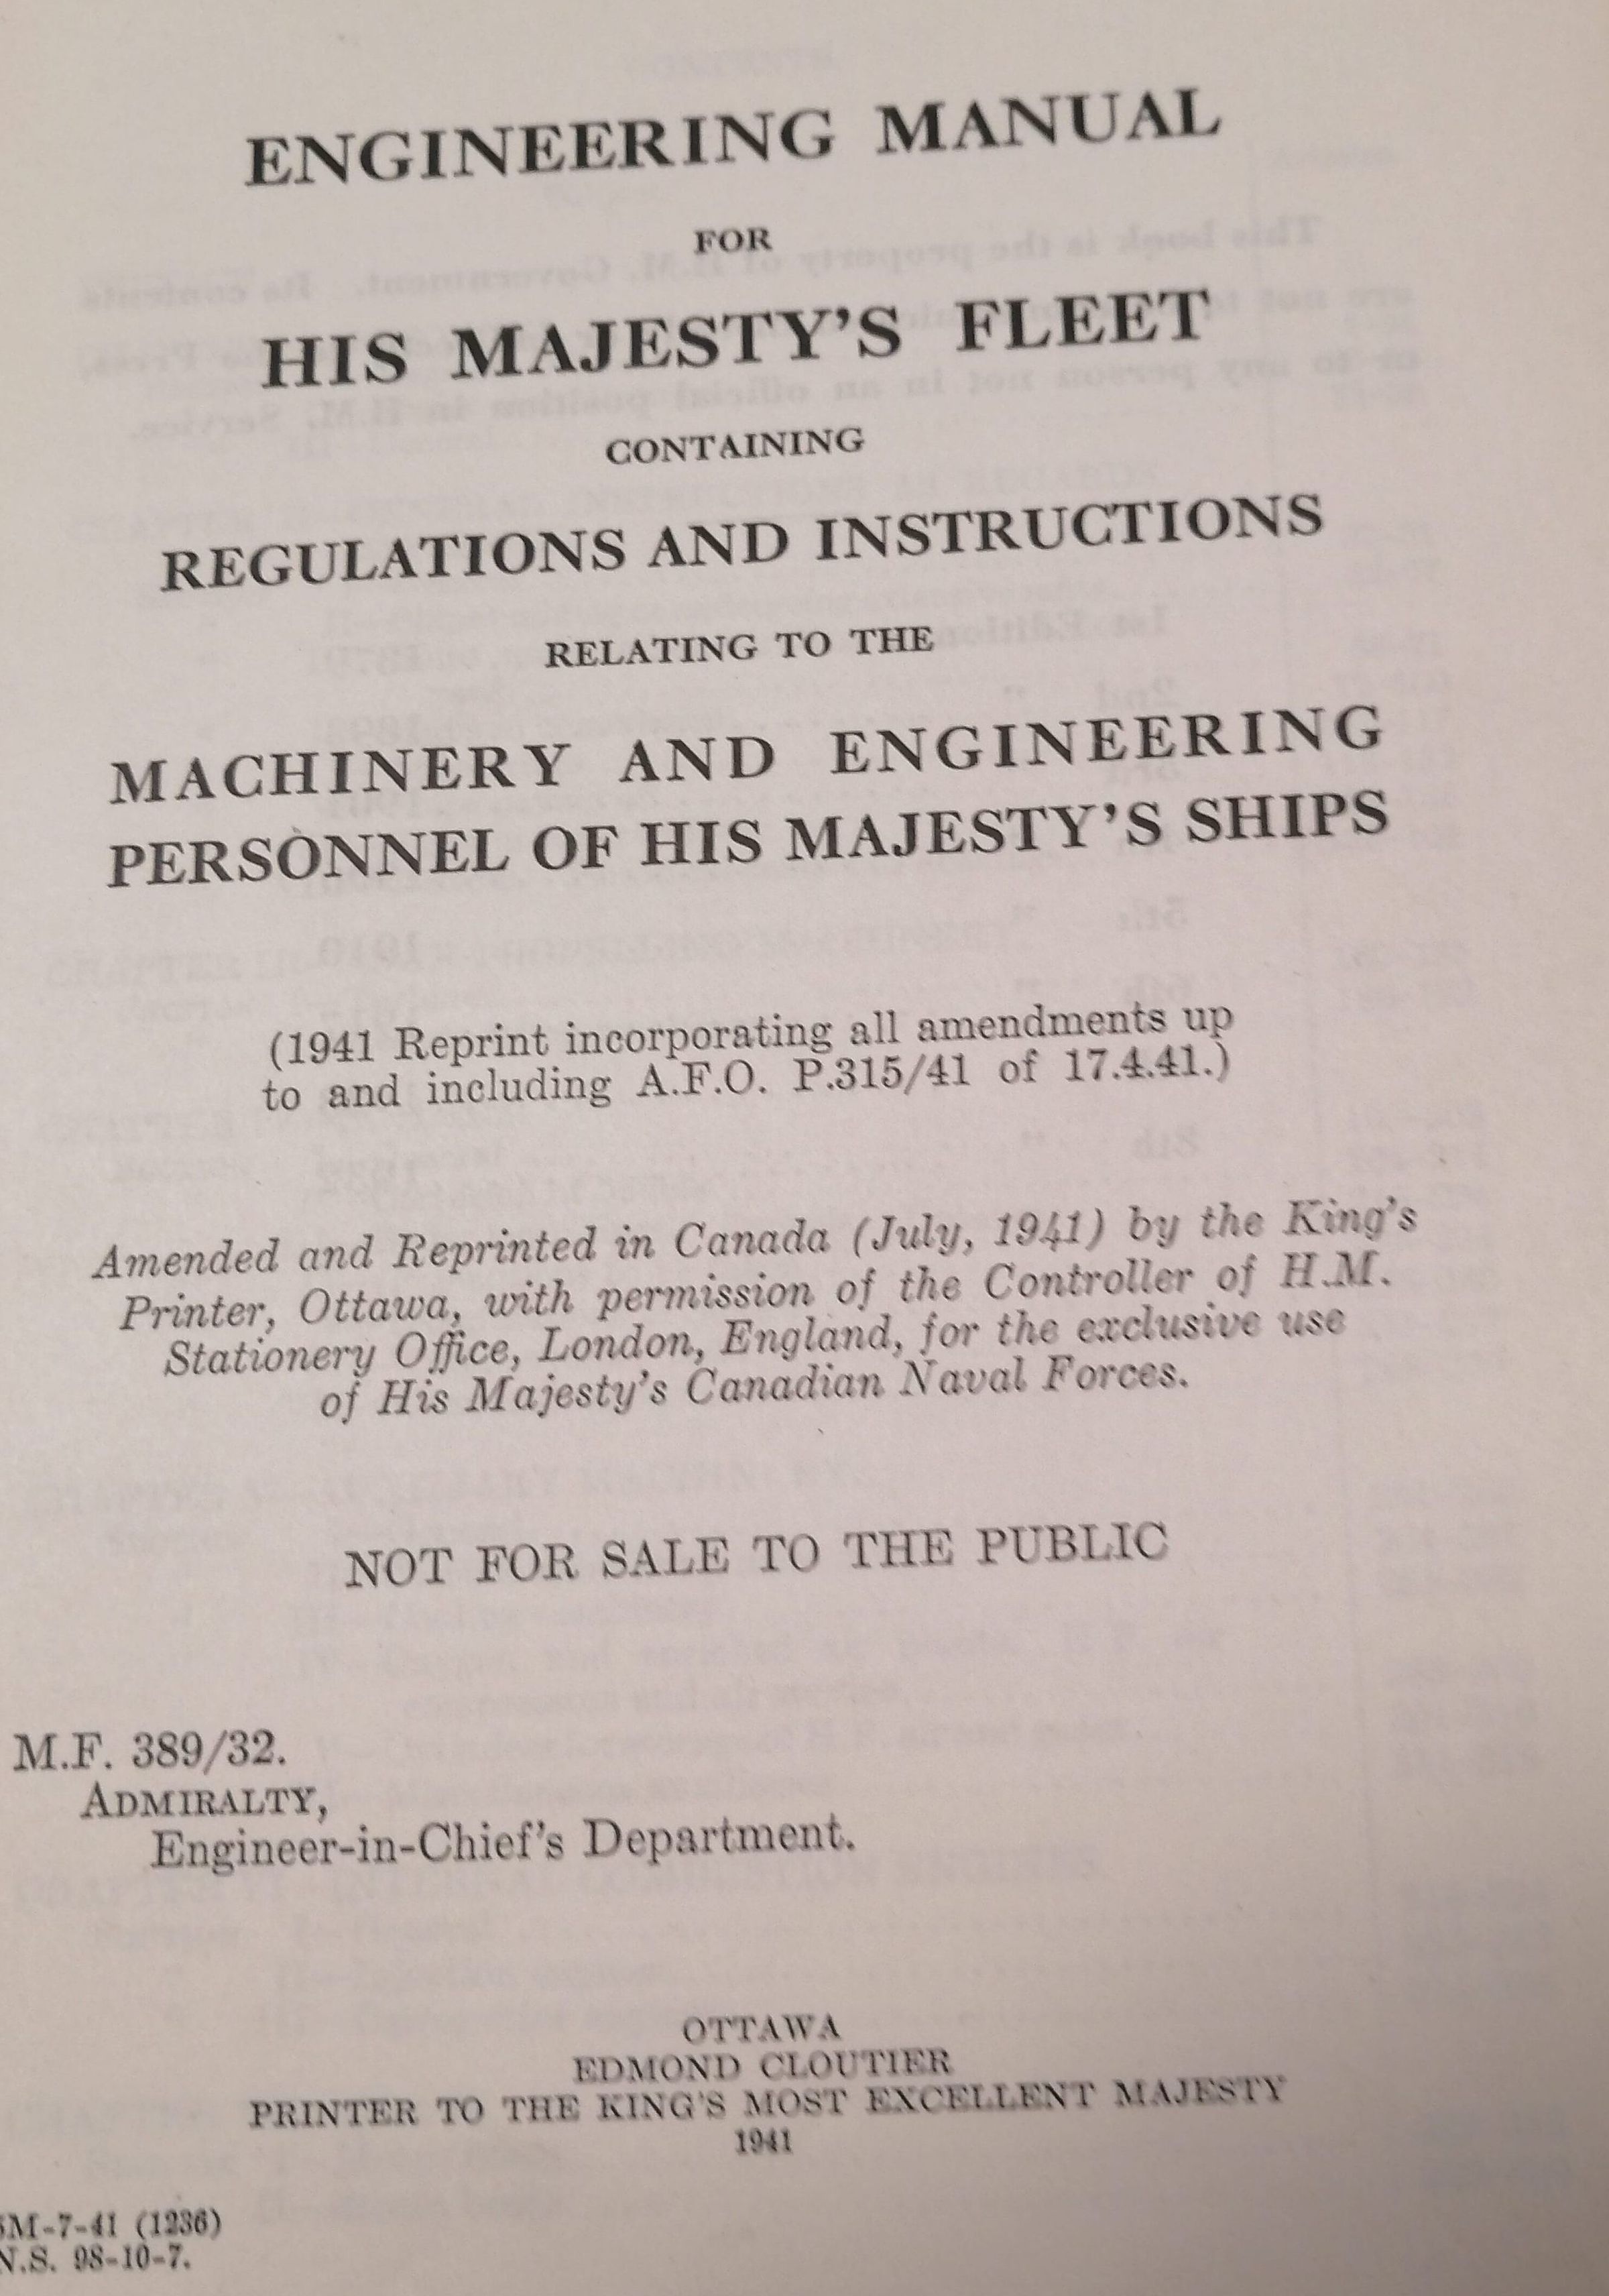 ENGINEERING MANUAL
FOR
HIS MAJESTY'S FLEET
CONTAINING
REGULATIONS AND INSTRUCTIONS
RELATING TO THE
MACHINERY AND ENGINEERING
PERSONNEL OF HIS MAJESTY'S SHIPS
(1941 Reprint incorporating all amendments up
to and including A.F.O. P.315/41 of 17.4.41.)
Amended and Reprinted in Canada (July, 1941) by the King's
Printer, Ottawa, with permission of the Controller of H.M.
Stationery Office, London, England, for the exclusive use
of His Majesty's Canadian Naval Forces.
NOT FOR SALE TO THE PUBLIC
M.F. 389/32.
ADMIRALTY,
Engineer-in-Chief's Department.
OTTAWA
EDMOND CLOUTIER
PRINTER TO THE KING'S MOST EXCELLENT MAJESTY
1941
5M-7-41 (1236)
N.S. 98-10-7.